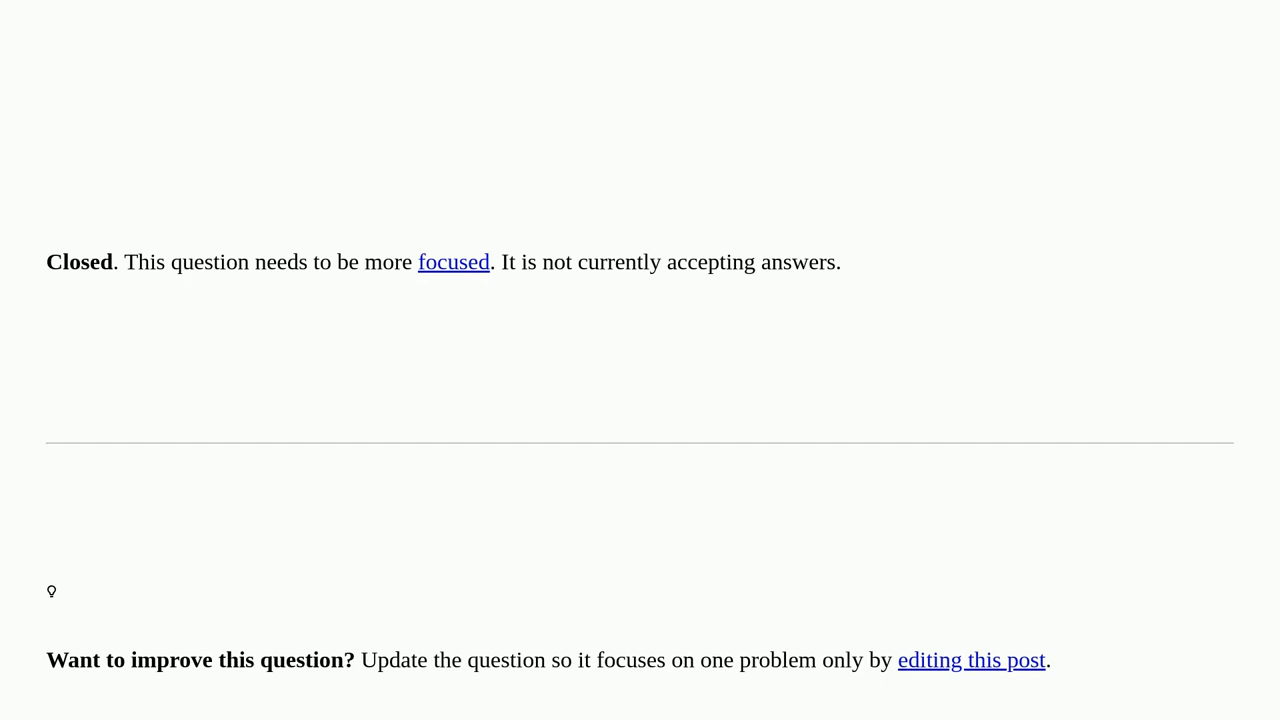 Closed. This question needs to be more focused. It is not currently accepting answers.
Want to improve this question? Update the question so it focuses on one problem only by editing this post.